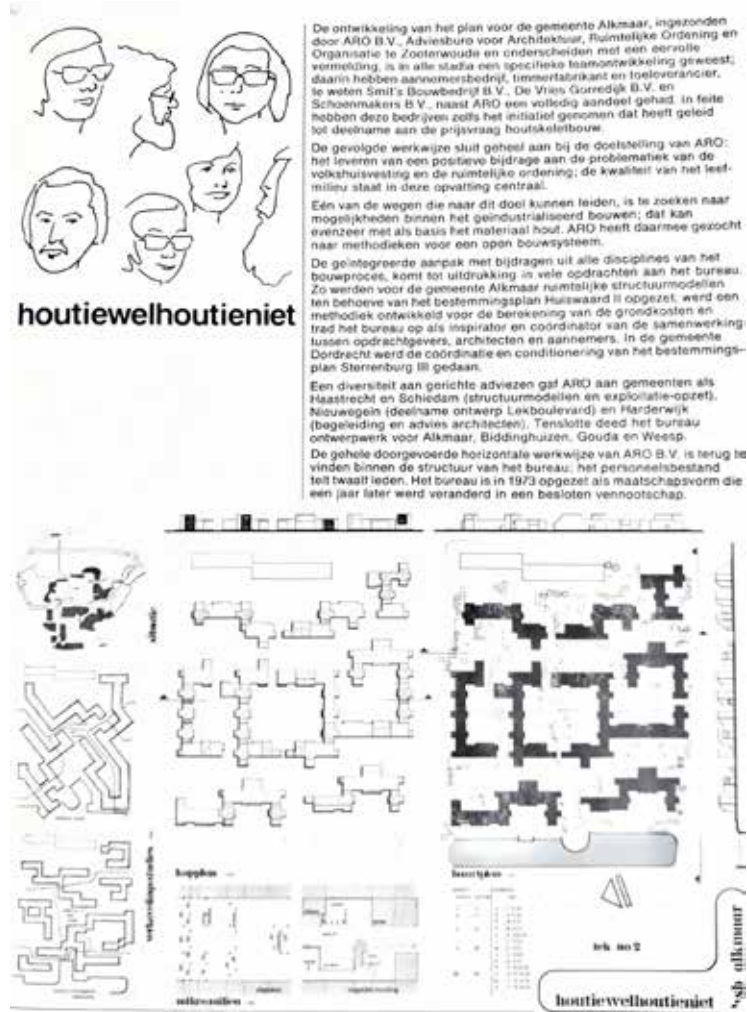 De ontwikkeling van het plan voor de gemeente Alkmaar, ingezonden
door ARO B.V., Adviesburo voor Architektuur, Ruimtelijke Ordening en
Organisatie te Zoeterwoude en onderscheiden met een eervolle
vermelding, is in alle stadia een specifieke teamontwikkeling geweest;
daarin hebben aannemersbedrijf, timmerfabrikant en toeleverancier,
te weten Smit's Bouwbedrijf B.V., De Vries Gorredijk B.V. en
Schoenmakers B.V., naast ARO een volledig aandeel gehad. In feite
hebben deze bedrijven zelfs het initiatief genomen dat heeft geleid
tot deelname aan de prijsvraag houtskeletbouw.
De gevolgde werkwijze sluit geheel aan bij de doelstelling van ARO:
het leveren van een positieve bijdrage aan de problematiek van de
volkshuisvesting en de ruimtelijke ordening; de kwaliteit van het leef-
milieu staat in deze opvatting centraal.
Eén van de wegen die naar dit doel kunnen leiden, is te zoeken naar
mogelijkheden binnen het geïndustrialiseerd bouwen; dat kan
evenzeer met als basis het materiaal hout. ARO heeft daarmee gezocht
naar methodieken voor een open bouwsysteem.
De geïntegreerde aanpak met bijdragen uit alle disciplines van het
bouwproces, komt tot uitdrukking in vele opdrachten aan het bureau.
Zo werden voor de gemeente Alkmaar ruimtelijke structuurmodellen
ten behoeve van het bestemmingsplan Huiswaard II opgezet, werd een
methodiek ontwikkeld voor de berekening van de grondkosten en
trad het bureau op als inspirator en coördinator van de samenwerking
tussen opdrachtgevers, architecten en aannemers. In de gemeente
Dordrecht werd de coördinatie en conditionering van het bestemmings-
plan Sterrenburg III gedaan.
Een diversiteit aan gerichte adviezen gaf ARO aan gemeenten als
Haastrecht en Schiedam (structuurmodellen en exploitatie-opzet),
Nieuwegein (deelname ontwerp Lekboulevard) en Harderwijk
(begeleiding en advies architecten). Tenslotte deed het bureau
ontwerpwerk voor Alkmaar, Biddinghuizen, Gouda en Weesp.
De gehele doorgevoerde horizontale werkwijze van ARO B.V. is terug te
vinden binnen de structuur van het bureau; het personeelsbestand
telt twaalf leden. Het bureau is in 1973 opgezet als maatschapsvorm die
een jaar later werd veranderd in een besloten vennootschap.
houtiewelhoutieniet
situatie
verkavelingsstudies
kapplan
buurtplan
mikromilieu
tek no 2
houtiewelhoutieniet
alkmaar